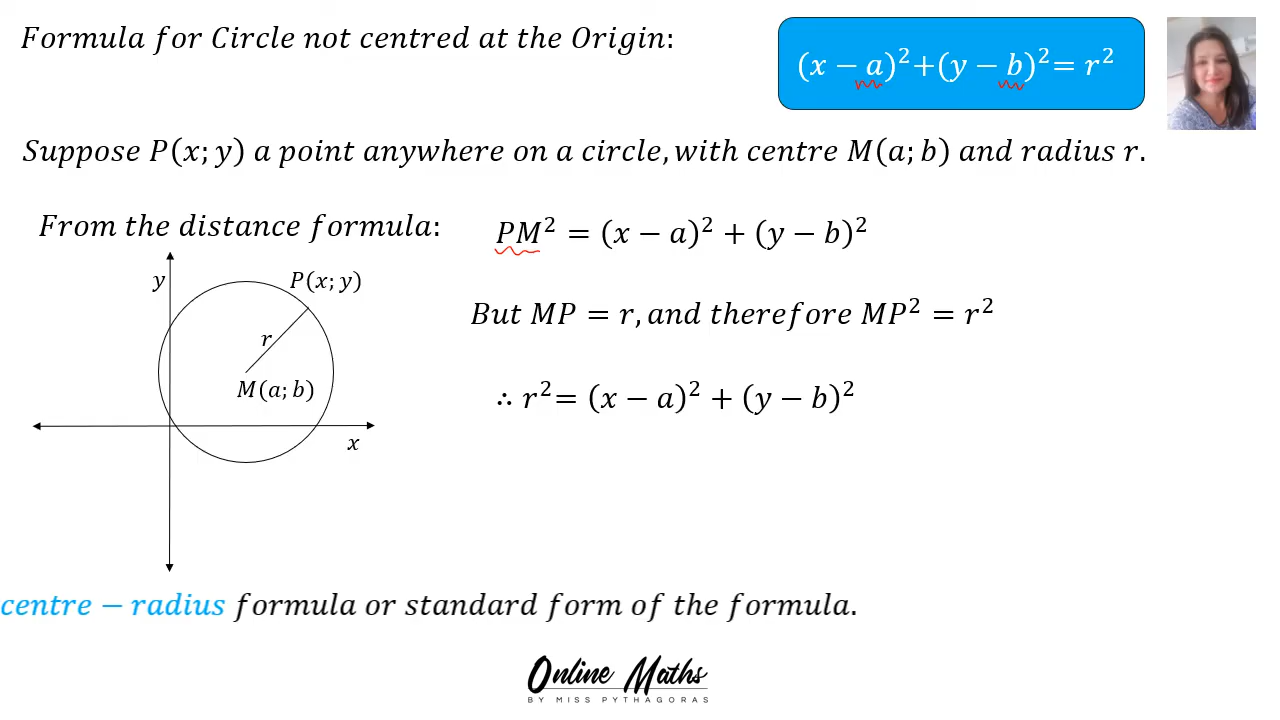 Formula for Circle not centred at the Origin:
(x − a)²+(y − b)²= r²
Suppose P(x; y) a point anywhere on a circle, with centre M(a; b) and radius r.
From the distance formula:
PM² = (x − a)² + (y − b)²
y
P(x; y)
r
M(a; b)
x
But MP = r, and therefore MP² = r²
∴ r²= (x − a)² + (y − b)²
centre − radius formula or standard form of the formula.
Online Maths
BY MISS PYTHAGORAS